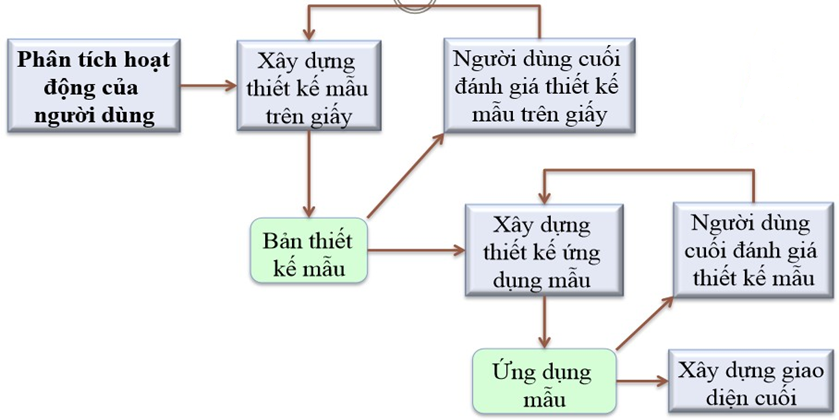 Phân tích hoạt
động của
người dùng
Xây dựng
thiết kế mẫu
trên giấy
Người dùng cuối
đánh giá thiết kế
mẫu trên giấy
Bản thiết
kế mẫu
Xây dựng
thiết kế ứng
dụng mẫu
Người dùng
cuối đánh giá
thiết kế mẫu
Ứng dụng
mẫu
Xây dựng giao
diện cuối